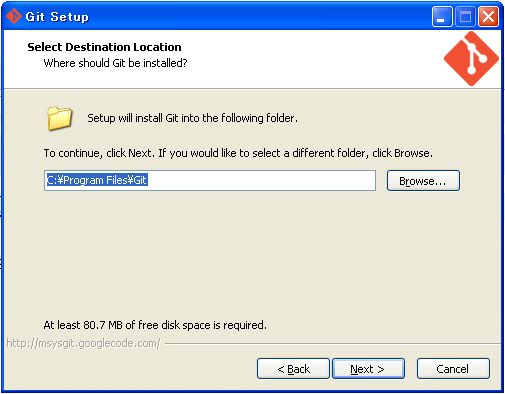 Git Setup
Select Destination Location
Where should Git be installed?
Setup will install Git into the following folder.
To continue, click Next. If you would like to select a different folder, click Browse.
C:¥Program Files¥Git
Browse...
At least 80.7 MB of free disk space is required.
http://msysgit.googlecode.com/
< Back
Next >
Cancel